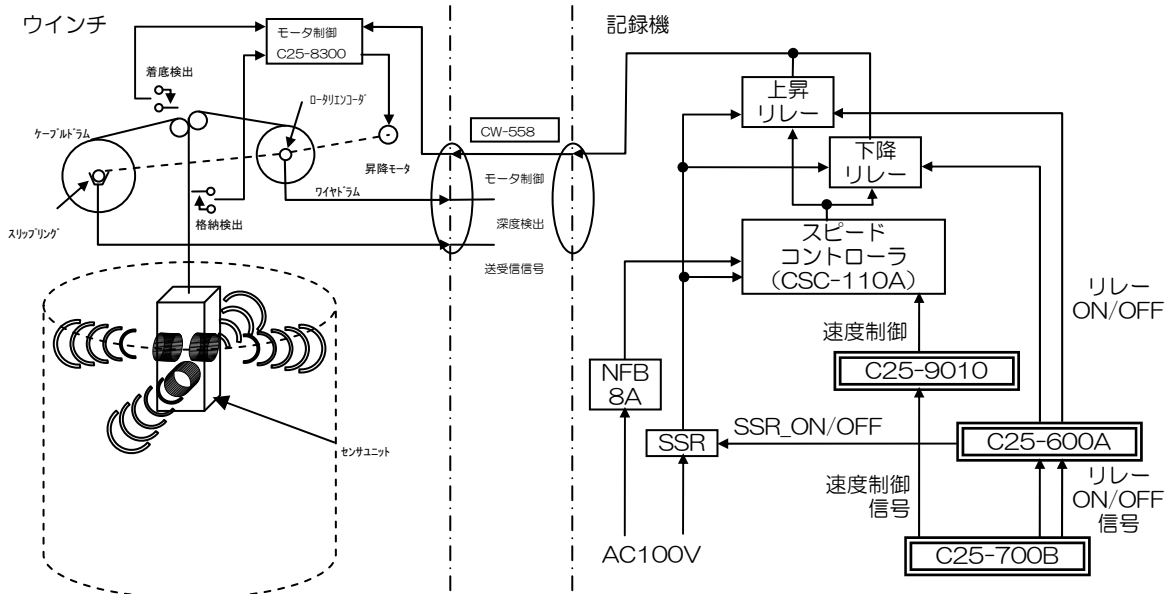 ウインチ
モータ制御
C25-8300
着底検出
ロータリエンコーダ
ケーブルドラム
昇降モータ
ワイヤドラム
格納検出
スリップリング
センサユニット
CW-558
モータ制御
深度検出
送受信信号
記録機
上昇
リレー
下降
リレー
スピード
コントローラ
（CSC-110A）
リレー
ON/OFF
速度制御
NFB
8A
C25-9010
SSR_ON/OFF
SSR
C25-600A
速度制御
信号
リレー
ON/OFF
信号
AC100V
C25-700B